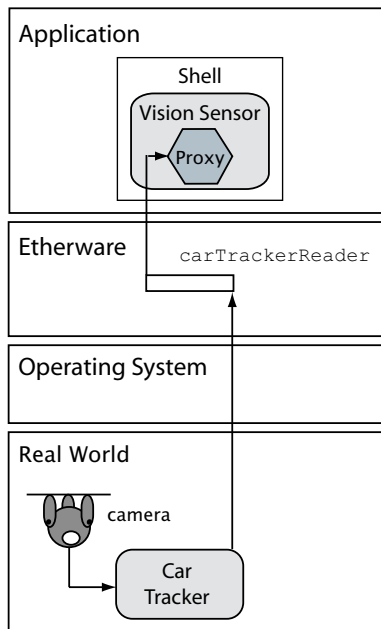 Application
Shell
Vision Sensor
Proxy
Etherware
carTrackerReader
Operating System
Real World
camera
Car
Tracker